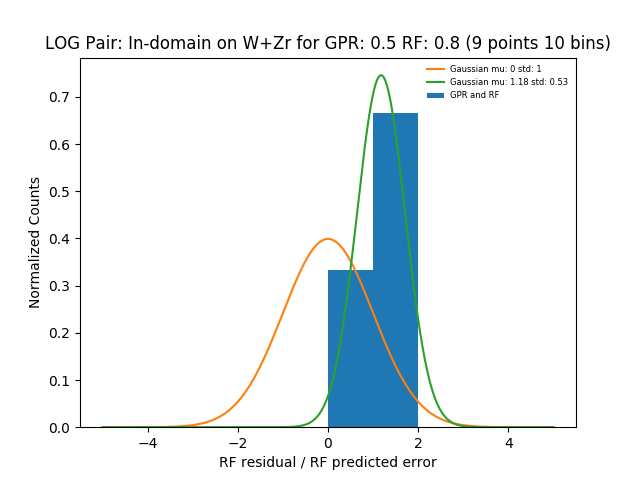 LOG Pair: In-domain on W+Zr for GPR: 0.5 RF: 0.8 (9 points 10 bins)
Gaussian mu: 0 std: 1
Gaussian mu: 1.18 std: 0.53
GPR and RF
Normalized Counts
0.7
0.6
0.5
0.4
0.3
0.2
0.1
0.0
−4 −2 0 2 4
RF residual / RF predicted error